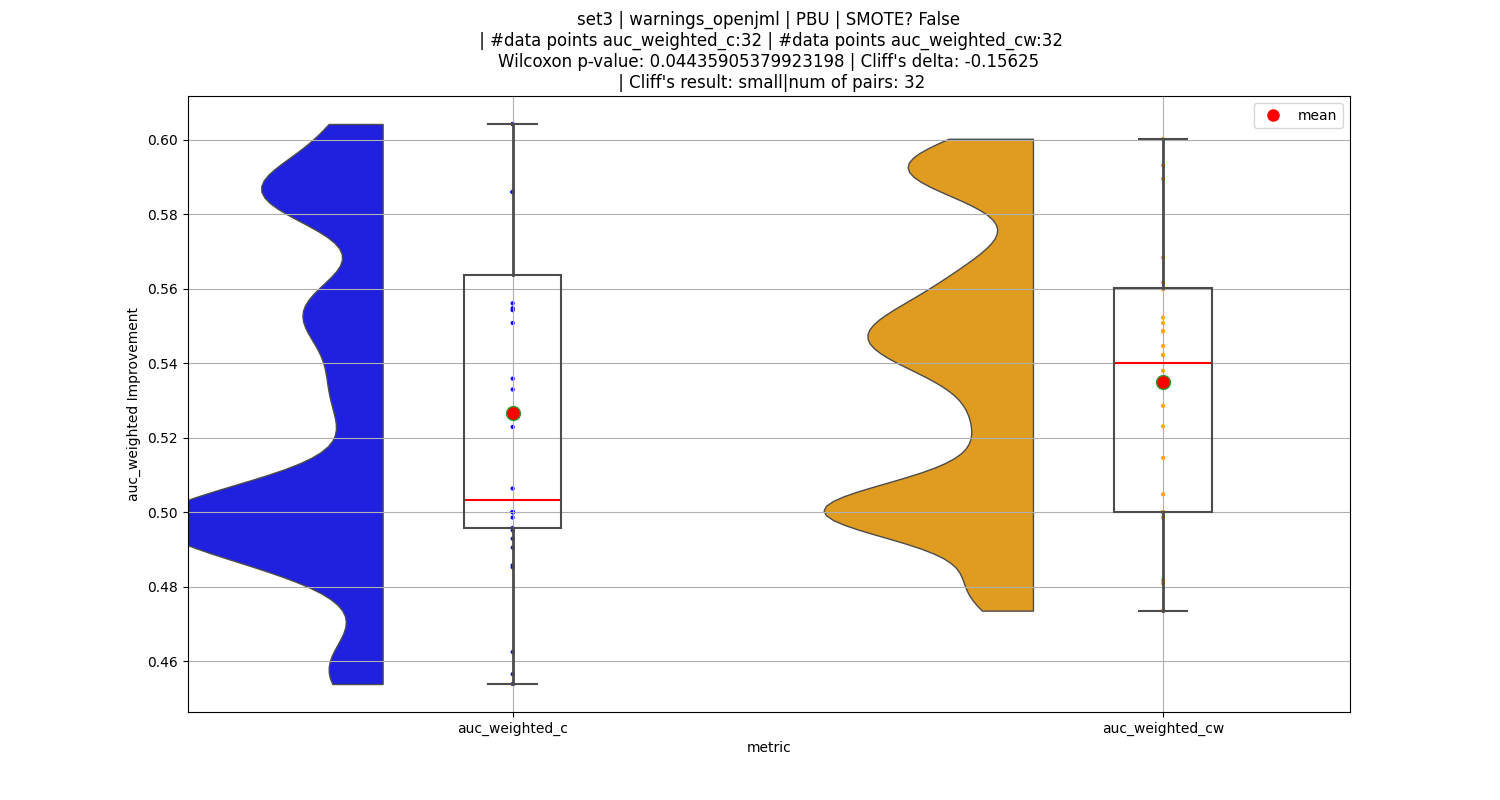 set3 | warnings_openjml | PBU | SMOTE? False
| #data points auc_weighted_c:32 | #data points auc_weighted_cw:32
Wilcoxon p-value: 0.04435905379923198 | Cliff's delta: -0.15625
| Cliff's result: small|num of pairs: 32
mean
0.60
0.58
0.56
0.54
0.52
0.50
0.48
0.46
auc_weighted Improvement
auc_weighted_c
auc_weighted_cw
metric